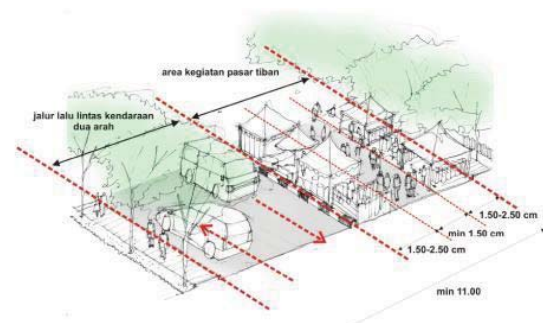 area kegiatan pasar tiban
jalur lalu lintas kendaraan
dua arah
1.50-2.50 cm
min 1.50 cm
1.50-2.50 cm
min 11.00